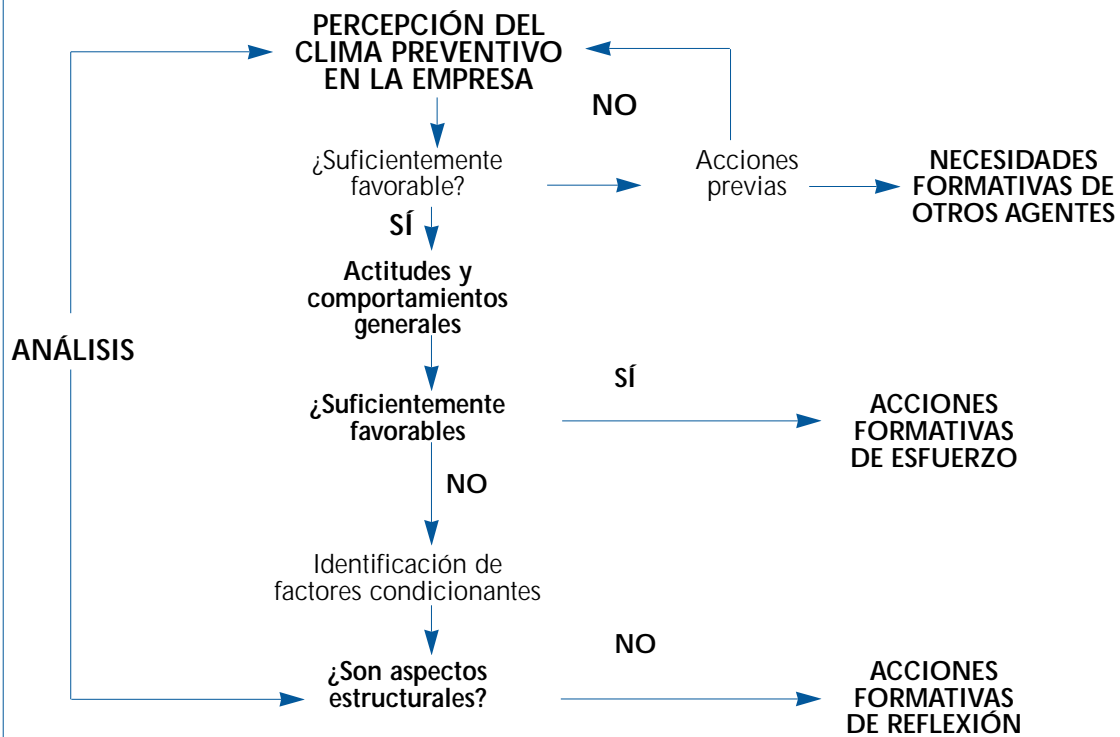 PERCEPCIÓN DEL
CLIMA PREVENTIVO
EN LA EMPRESA
NO
¿Suficientemente
favorable?
Acciones
previas
NECESIDADES
FORMATIVAS DE
OTROS AGENTES
SÍ
Actitudes y
comportamientos
generales
ANÁLISIS
¿Suficientemente
favorables
SÍ
ACCIONES
FORMATIVAS
DE ESFUERZO
NO
Identificación de
factores condicionantes
¿Son aspectos
estructurales?
NO
ACCIONES
FORMATIVAS
DE REFLEXIÓN